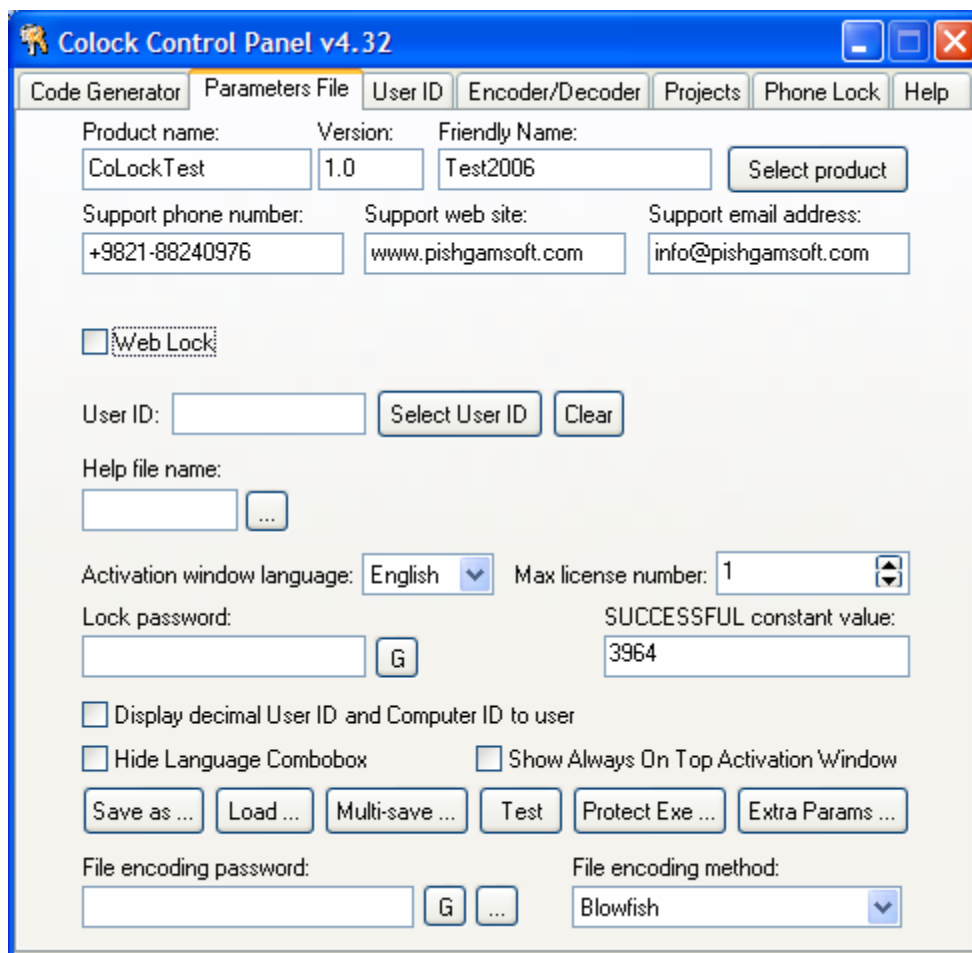 Colock Control Panel v4.32
Code Generator Parameters File User ID Encoder/Decoder Projects Phone Lock Help
Product name: Version: Friendly Name:
CoLockTest 1.0 Test2006 Select product
Support phone number: Support web site: Support email address:
+9821-88240976 www.pishgamsoft.com info@pishgamsoft.com
Web Lock
User ID: Select User ID Clear
Help file name:
...
Activation window language: English Max license number: 1
Lock password: SUCCESSFUL constant value:
G 3964
Display decimal User ID and Computer ID to user
Hide Language Combobox Show Always On Top Activation Window
Save as ... Load ... Multi-save ... Test Protect Exe ... Extra Params ...
File encoding password: File encoding method:
G ... Blowfish